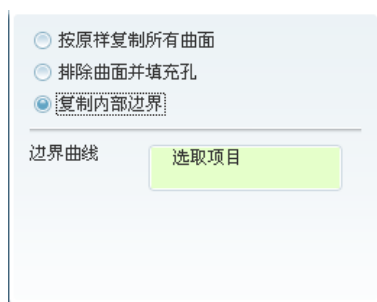 按原样复制所有曲面
排除曲面并填充孔
复制内部边界
边界曲线
选取项目